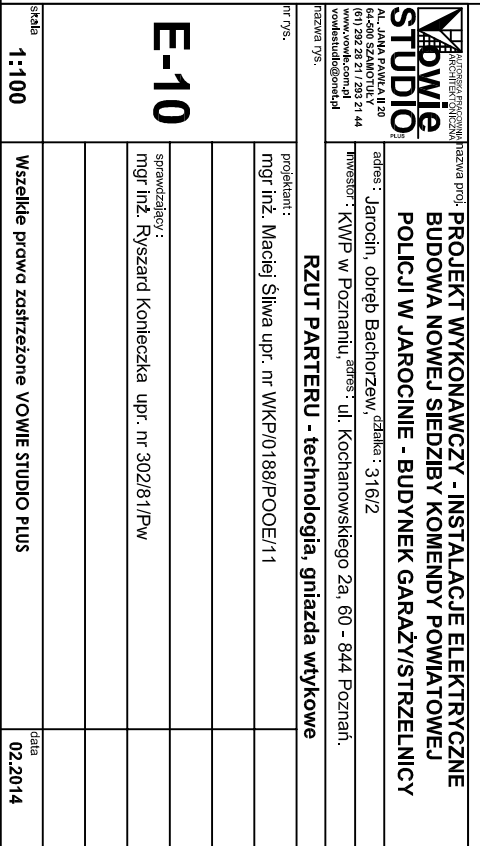 AUTORSKA PRACOWNIA
ARCHITEKTONICZNA
vowie
STUDIO
PLUS
AL. JANA PAWŁA II 20
64-500 SZAMOTUŁY
(61) 292 28 21 / 293 21 44
www.vowie.com.pl
vowiestudio@onet.pl
nazwa proj.
PROJEKT WYKONAWCZY - INSTALACJE ELEKTRYCZNE
BUDOWA NOWEJ SIEDZIBY KOMENDY POWIATOWEJ
POLICJI W JAROCINIE - BUDYNEK GARAŻY/STRZELNICY
adres : Jarocin, obręb Bachorzew, działka : 316/2
inwestor : KWP w Poznaniu, adres : ul. Kochanowskiego 2a, 60 - 844 Poznań.
nazwa rys.
RZUT PARTERU - technologia, gniazda wtykowe
nr rys.
E-10
projektant :
mgr inż. Maciej Śliwa upr. nr WKP/0188/POOE/11
sprawdzający :
mgr inż. Ryszard Konieczka upr. nr 302/81/Pw
skala
1:100
Wszelkie prawa zastrzeżone VOWIE STUDIO PLUS
data
02.2014